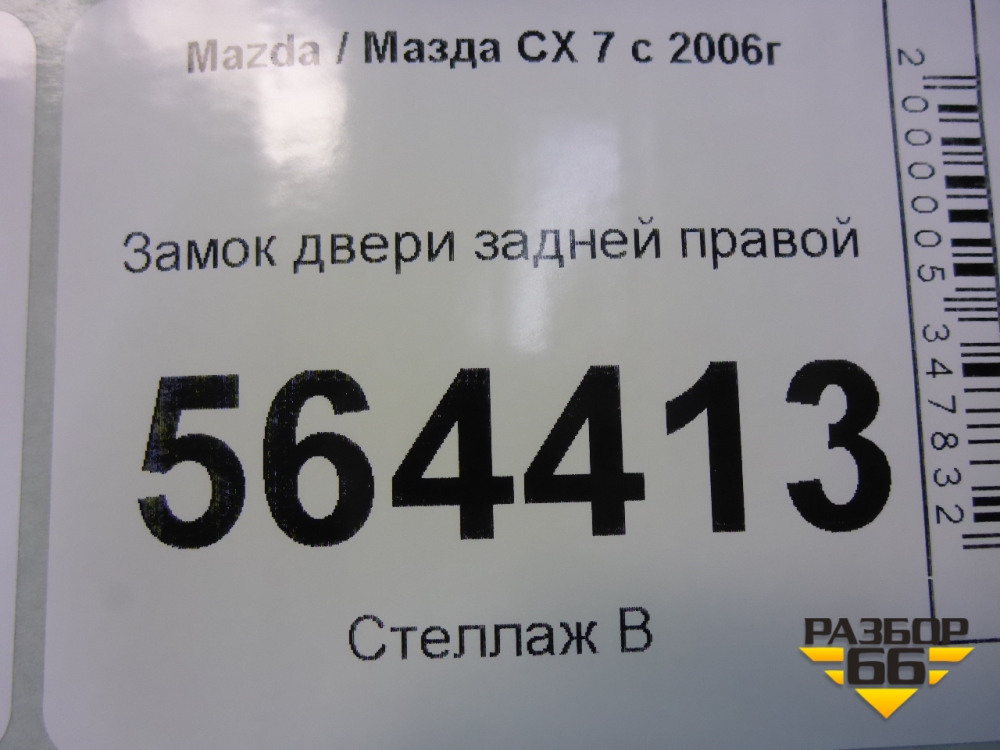 Mazda / Мазда CX 7 с 2006г
Замок двери задней правой
564413
Стеллаж В
2000005347832
РАЗБОР
66